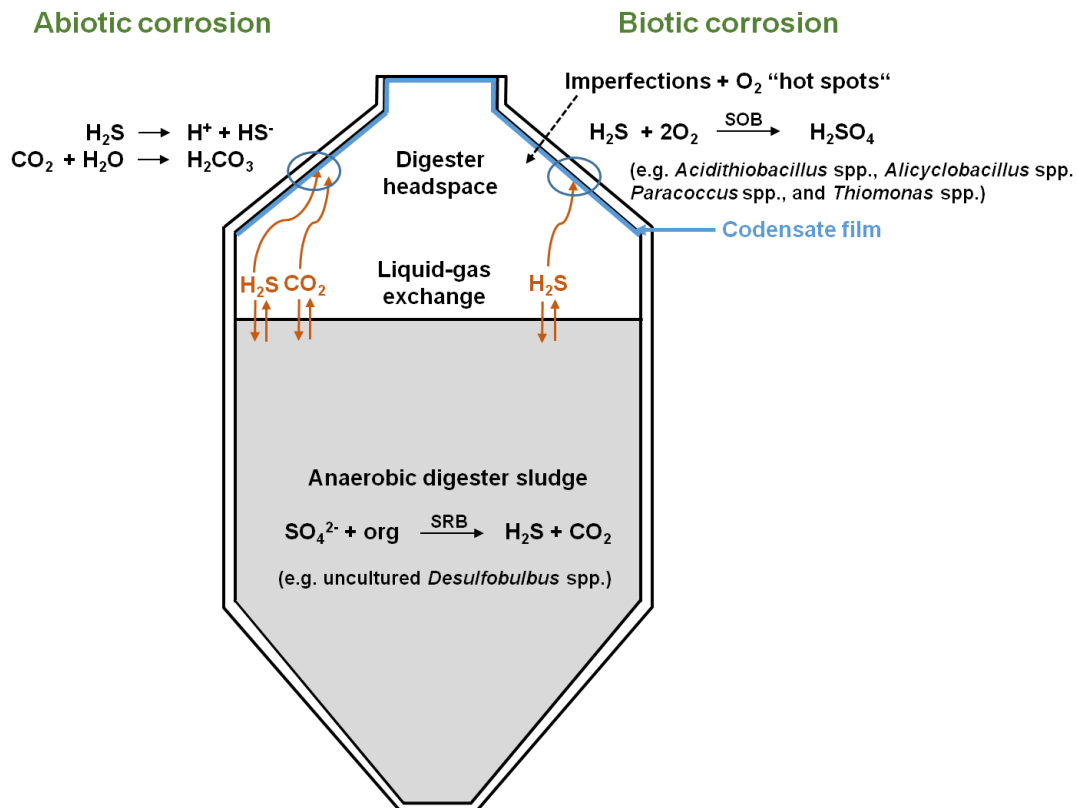 Abiotic corrosion
Biotic corrosion
H₂S → H⁺ + HS⁻
CO₂ + H₂O → H₂CO₃
Imperfections + O₂ “hot spots“
H₂S + 2O₂ SOB → H₂SO₄
(e.g. Acidithiobacillus spp., Alicyclobacillus spp.
Paracoccus spp., and Thiomonas spp.)
Digester
headspace
Codensate film
Liquid-gas
exchange
H₂S CO₂
H₂S
Anaerobic digester sludge
SO₄²⁻ + org SRB → H₂S + CO₂
(e.g. uncultured Desulfobulbus spp.)